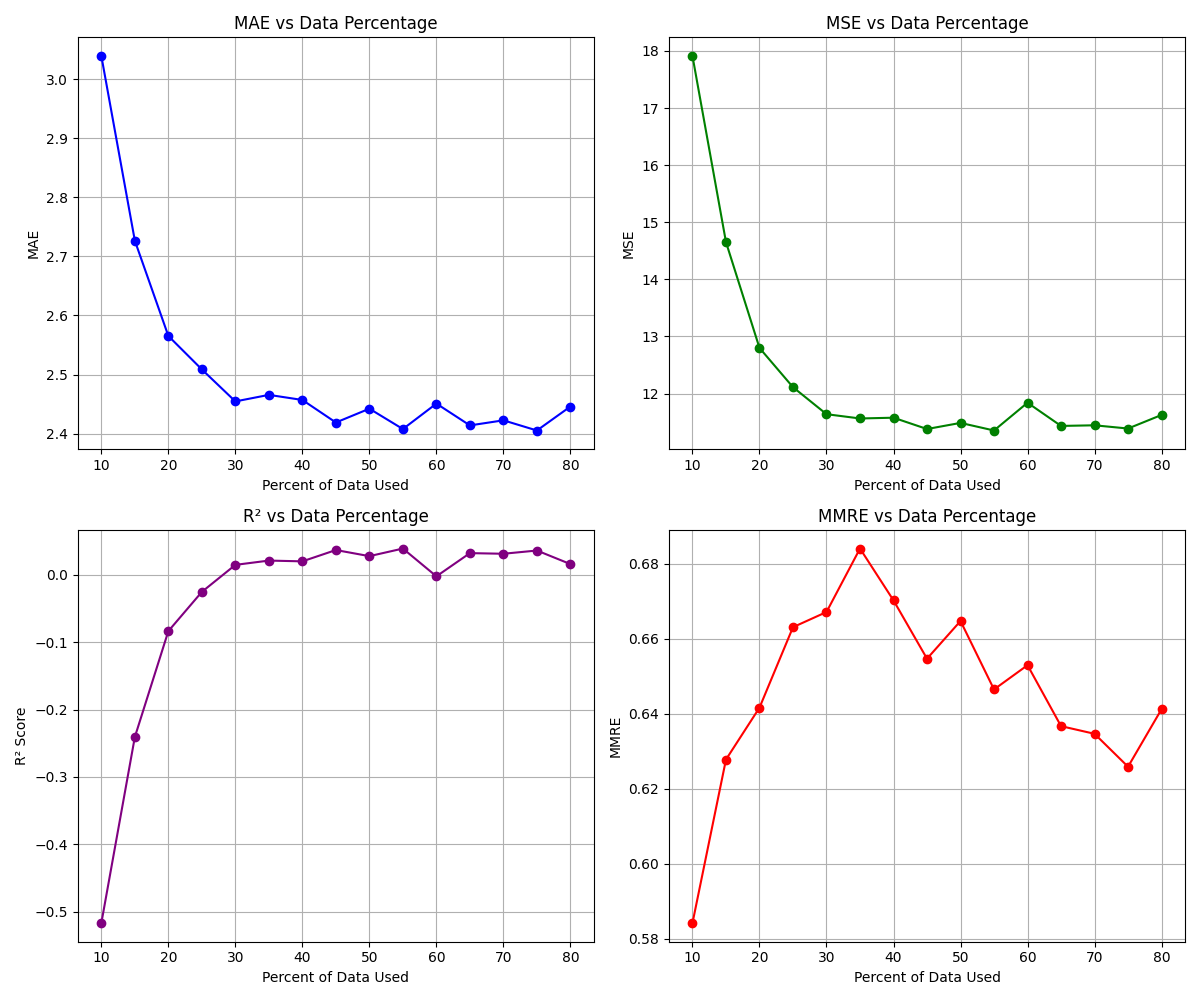 MAE vs Data Percentage
MAE
3.0
2.9
2.8
2.7
2.6
2.5
2.4
10 20 30 40 50 60 70 80
Percent of Data Used
MSE vs Data Percentage
MSE
18
17
16
15
14
13
12
10 20 30 40 50 60 70 80
Percent of Data Used
R² vs Data Percentage
R² Score
0.0
−0.1
−0.2
−0.3
−0.4
−0.5
10 20 30 40 50 60 70 80
Percent of Data Used
MMRE vs Data Percentage
MMRE
0.68
0.66
0.64
0.62
0.60
0.58
10 20 30 40 50 60 70 80
Percent of Data Used